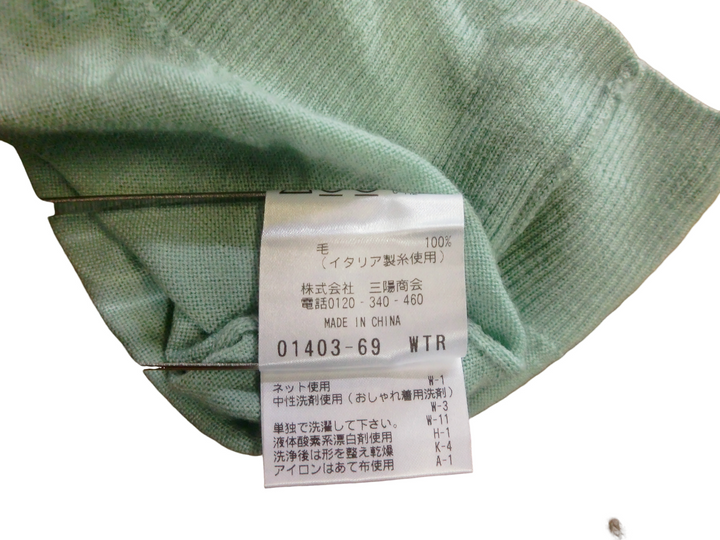 毛 100%
(イタリア製糸使用)
株式会社 三陽商会
電話0120-340-460
MADE IN CHINA
01403-69 WTR
ネット使用 W-1
中性洗剤使用(おしゃれ着用洗剤)
W-3
単独で洗濯して下さい。 W-11
液体酸素系漂白剤使用 H-1
洗浄後は形を整え乾燥 K-4
アイロンはあて布使用 A-1